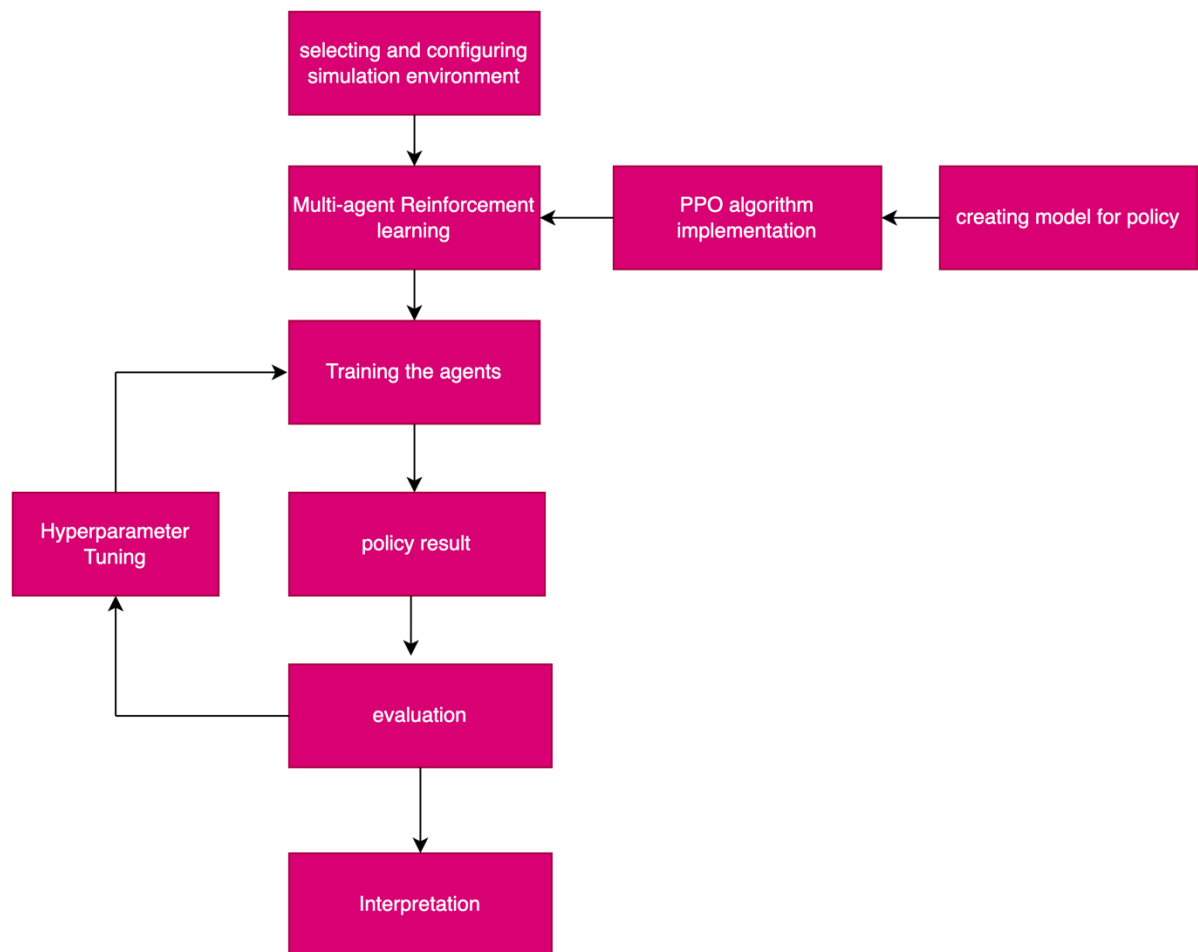 selecting and configuring
simulation environment
Multi-agent Reinforcement
learning
PPO algorithm
implementation
creating model for policy
Training the agents
Hyperparameter
Tuning
policy result
evaluation
Interpretation